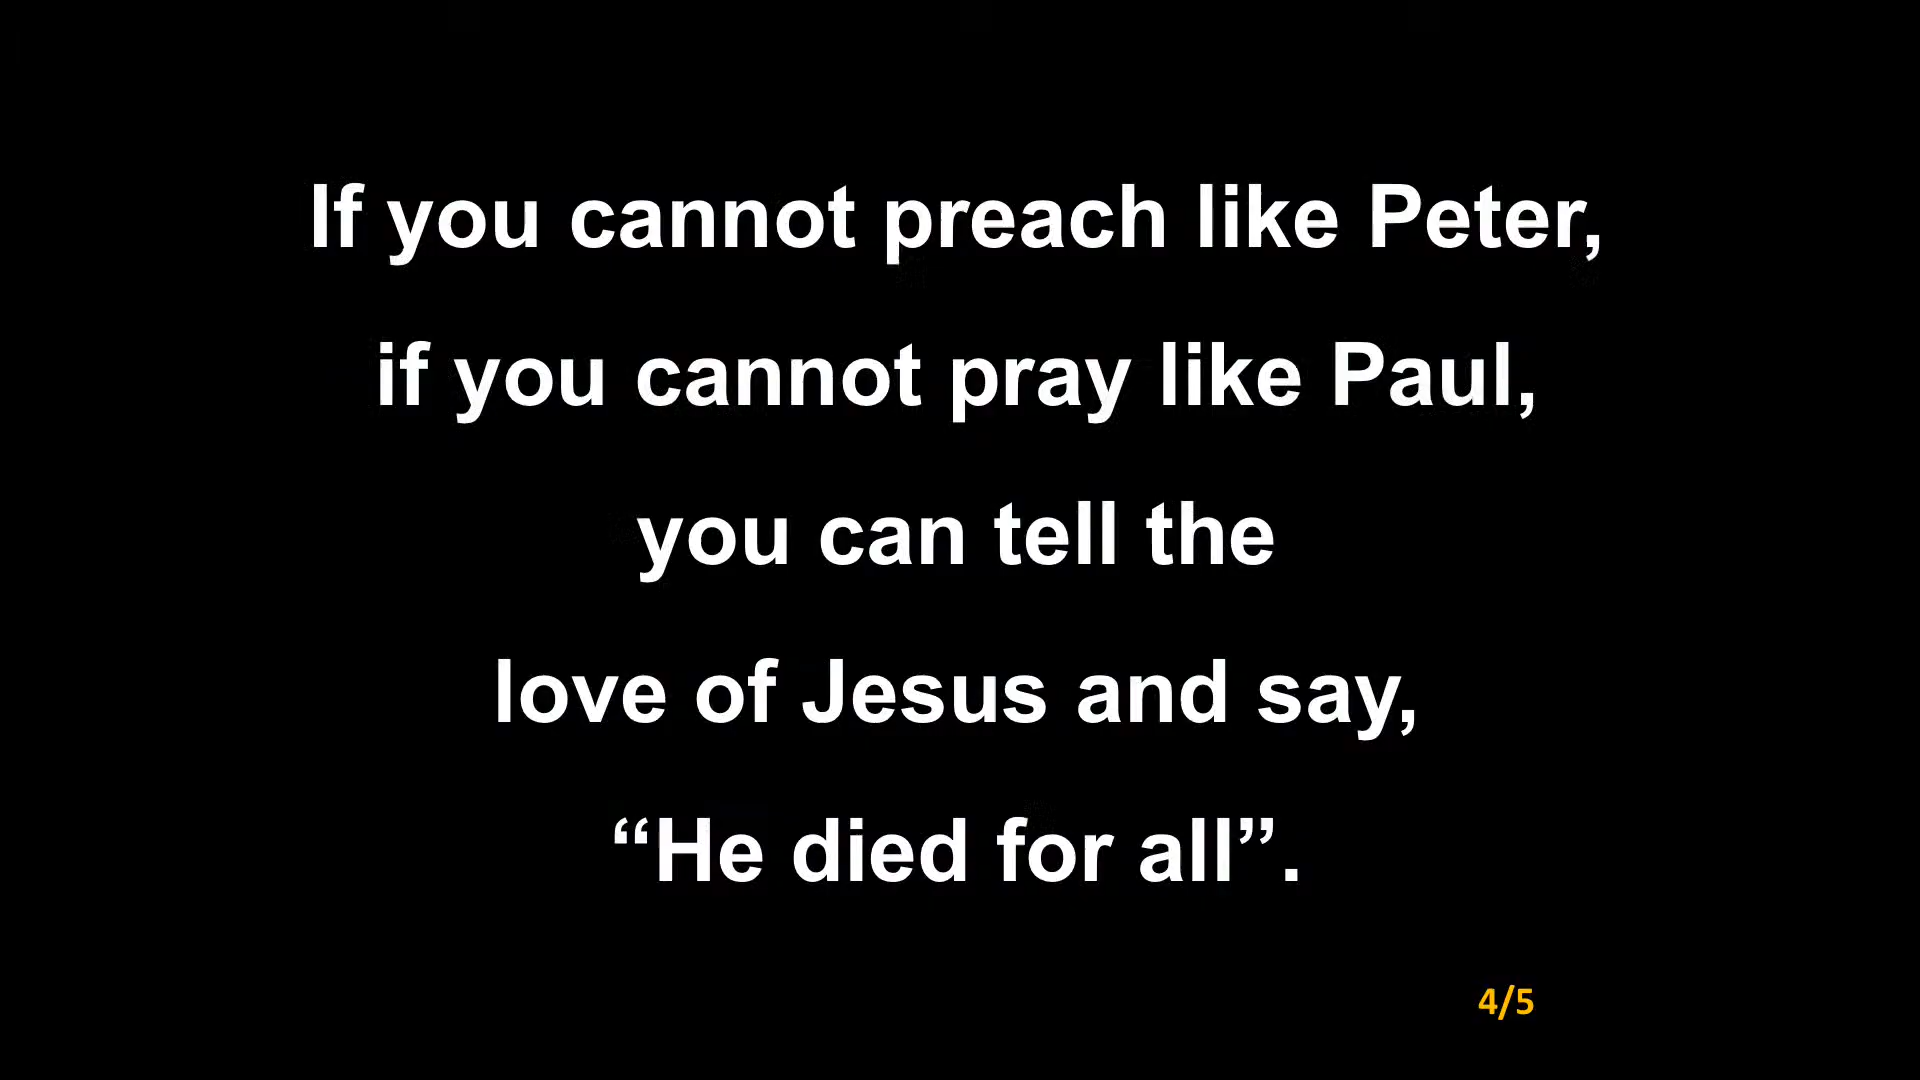 If you cannot preach like Peter,
if you cannot pray like Paul,
you can tell the
love of Jesus and say,
“He died for all”.
4/5